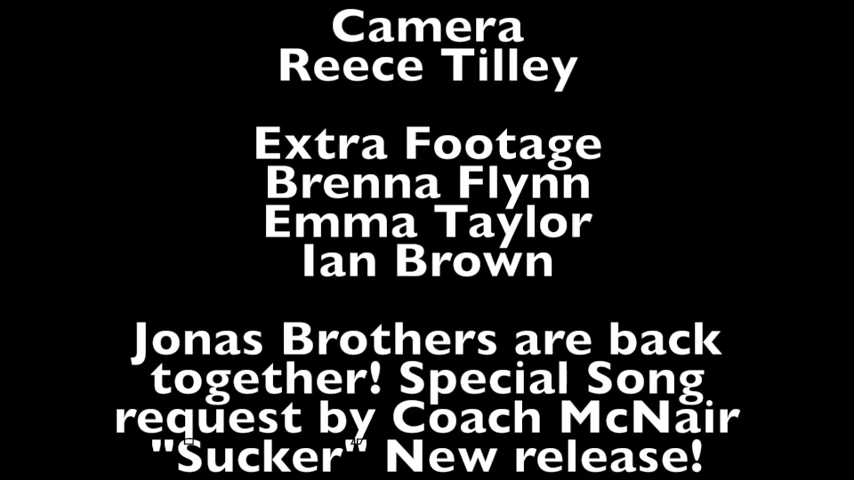 Camera
Reece Tilley
Extra Footage
Brenna Flynn
Emma Taylor
Ian Brown
Jonas Brothers are back
together! Special Song
request by Coach McNair
"Sucker" New release!